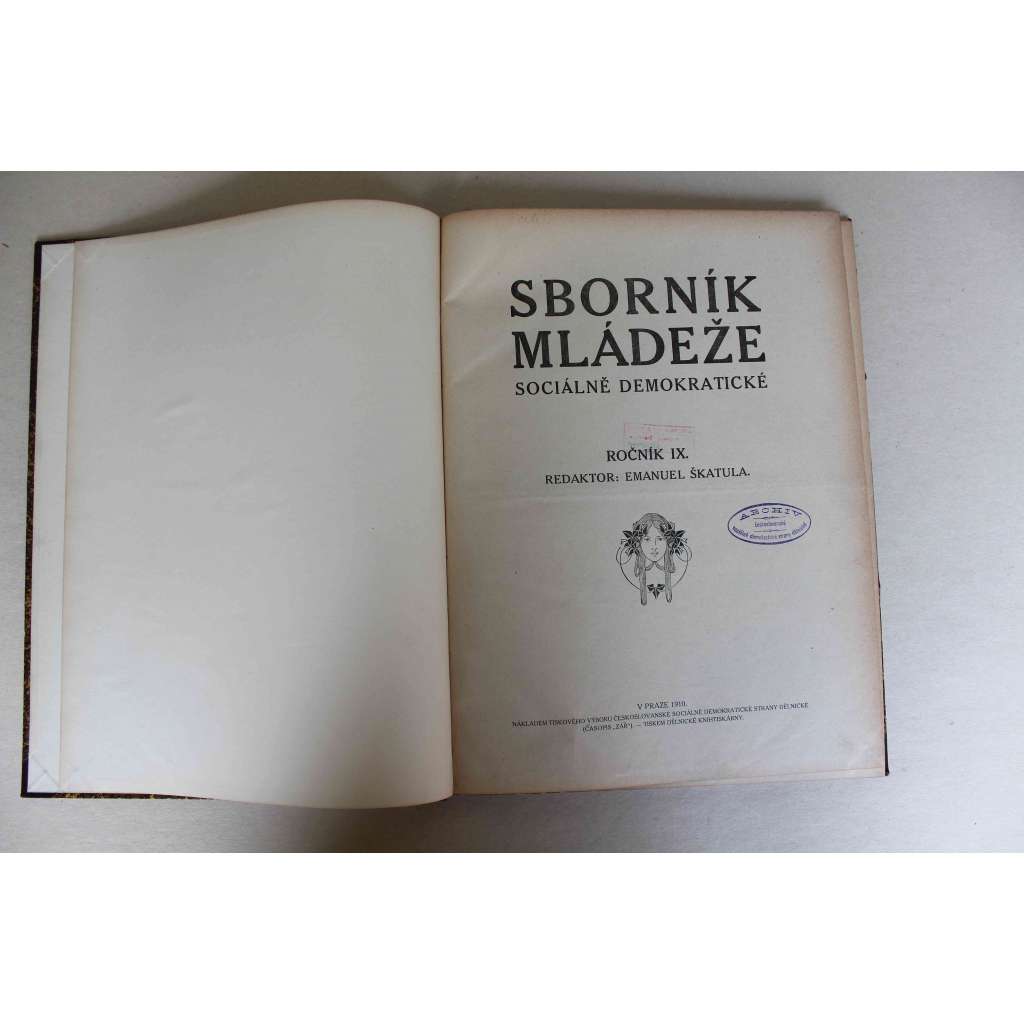 SBORNÍK
MLÁDEŽE
SOCIÁLNĚ DEMOKRATICKÉ
ROČNÍK IX.
REDAKTOR: EMANUEL ŠKATULA.
ARCHIV
V PRAZE 1910.
NÁKLADEM TISKOVÉHO VÝBORU ČESKOSLOVANSKÉ SOCIÁLNĚ DEMOKRATICKÉ STRANY DĚLNICKÉ
(ČASOPIS „ZÁŘ“). — TISKEM DĚLNICKÉ KNIHTISKÁRNY.